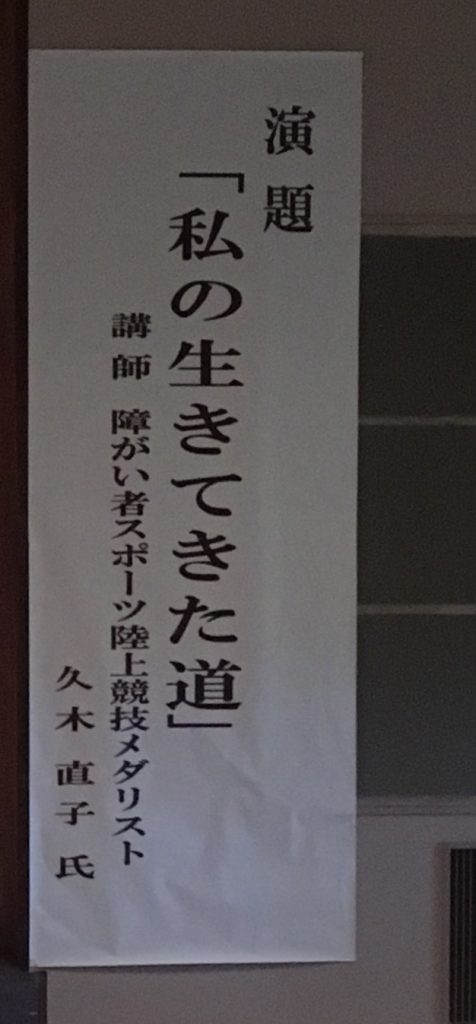 演題
「私の生きてきた道」
講師 障がい者スポーツ陸上競技メダリスト
久木直子氏